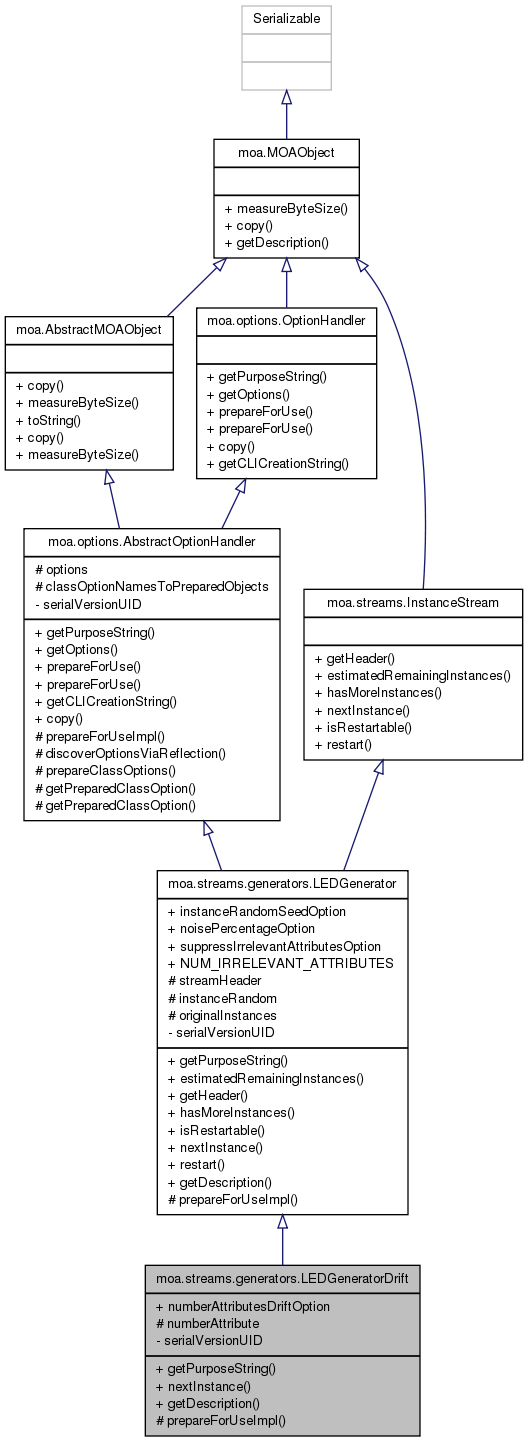 Serializable
moa.MOAObject
+ measureByteSize()
+ copy()
+ getDescription()
moa.AbstractMOAObject
+ copy()
+ measureByteSize()
+ toString()
+ copy()
+ measureByteSize()
moa.options.OptionHandler
+ getPurposeString()
+ getOptions()
+ prepareForUse()
+ prepareForUse()
+ copy()
+ getCLICreationString()
moa.options.AbstractOptionHandler
# options
# classOptionNamesToPreparedObjects
- serialVersionUID
+ getPurposeString()
+ getOptions()
+ prepareForUse()
+ prepareForUse()
+ getCLICreationString()
+ copy()
# prepareForUseImpl()
# discoverOptionsViaReflection()
# prepareClassOptions()
# getPreparedClassOption()
# getPreparedClassOption()
moa.streams.InstanceStream
+ getHeader()
+ estimatedRemainingInstances()
+ hasMoreInstances()
+ nextInstance()
+ isRestartable()
+ restart()
moa.streams.generators.LEDGenerator
+ instanceRandomSeedOption
+ noisePercentageOption
+ suppressIrrelevantAttributesOption
+ NUM_IRRELEVANT_ATTRIBUTES
# streamHeader
# instanceRandom
# originalInstances
- serialVersionUID
+ getPurposeString()
+ estimatedRemainingInstances()
+ getHeader()
+ hasMoreInstances()
+ isRestartable()
+ nextInstance()
+ restart()
+ getDescription()
# prepareForUseImpl()
moa.streams.generators.LEDGeneratorDrift
+ numberAttributesDriftOption
# numberAttribute
- serialVersionUID
+ getPurposeString()
+ nextInstance()
+ getDescription()
# prepareForUseImpl()